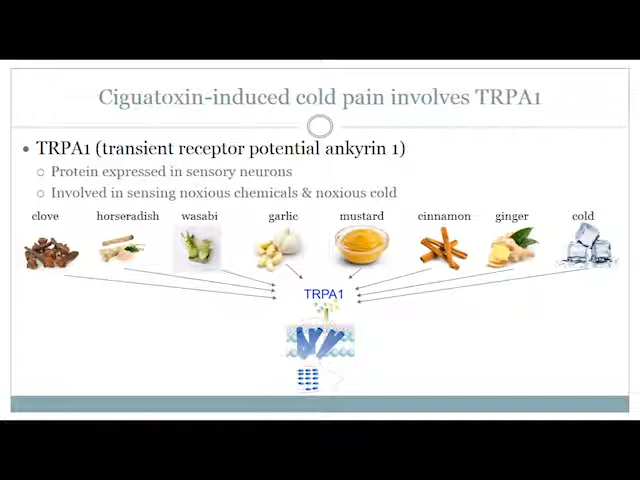 Ciguatoxin-induced cold pain involves TRPA1
TRPA1 (transient receptor potential ankyrin 1)
Protein expressed in sensory neurons
Involved in sensing noxious chemicals & noxious cold
clove horseradish wasabi garlic mustard cinnamon ginger cold
TRPA1